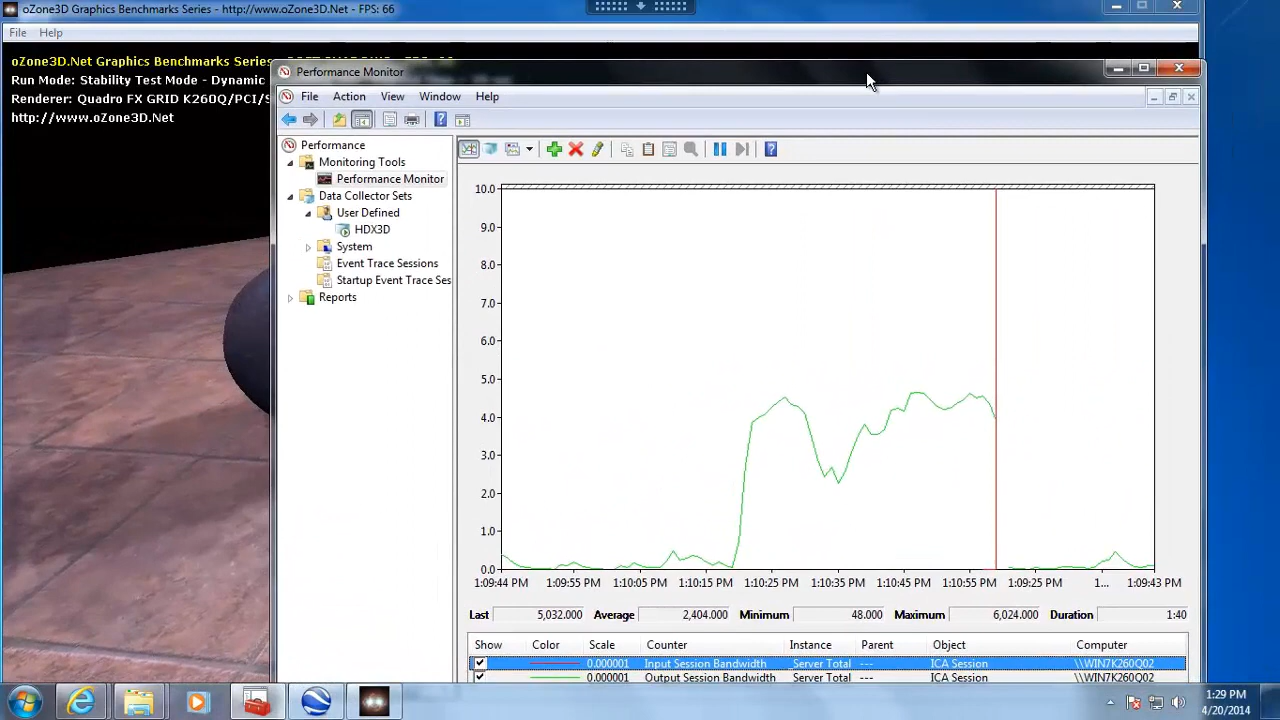 oZone3D Graphics Benchmarks Series - http://www.oZone3D.Net - FPS: 66
File Help
oZone3D.Net Graphics Benchmarks Series
Run Mode: Stability Test Mode - Dynamic
Renderer: Quadro FX GRID K260Q/PCI/S
http://www.oZone3D.Net
Performance Monitor
File Action View Window Help
Performance
Monitoring Tools
Performance Monitor
Data Collector Sets
User Defined
HDX3D
System
Event Trace Sessions
Startup Event Trace Ses
Reports
10.0
9.0
8.0
7.0
6.0
5.0
4.0
3.0
2.0
1.0
0.0
1:09:44 PM 1:09:55 PM 1:10:05 PM 1:10:15 PM 1:10:25 PM 1:10:35 PM 1:10:45 PM 1:10:55 PM 1:09:25 PM 1... 1:09:43 PM
Last 5,032.000 Average 2,404.000 Minimum 48.000 Maximum 6,024.000 Duration 1:40
Show Color Scale Counter Instance Parent Object Computer
0.000001 Input Session Bandwidth _Server Total --- ICA Session \\WIN7K260Q02
0.000001 Output Session Bandwidth _Server Total --- ICA Session \\WIN7K260Q02
1:29 PM
4/20/2014